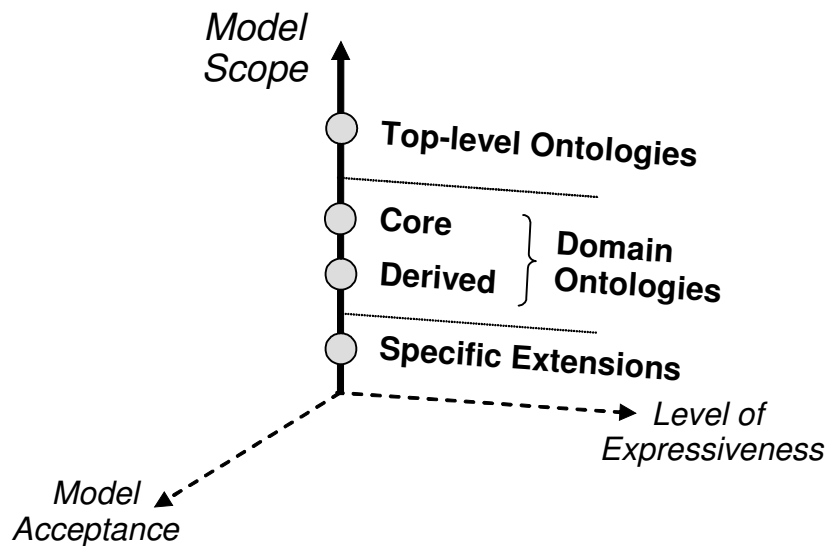 Model
Scope
Top-level Ontologies
Core
Derived
Domain
Ontologies
Specific Extensions
Level of
Expressiveness
Model
Acceptance